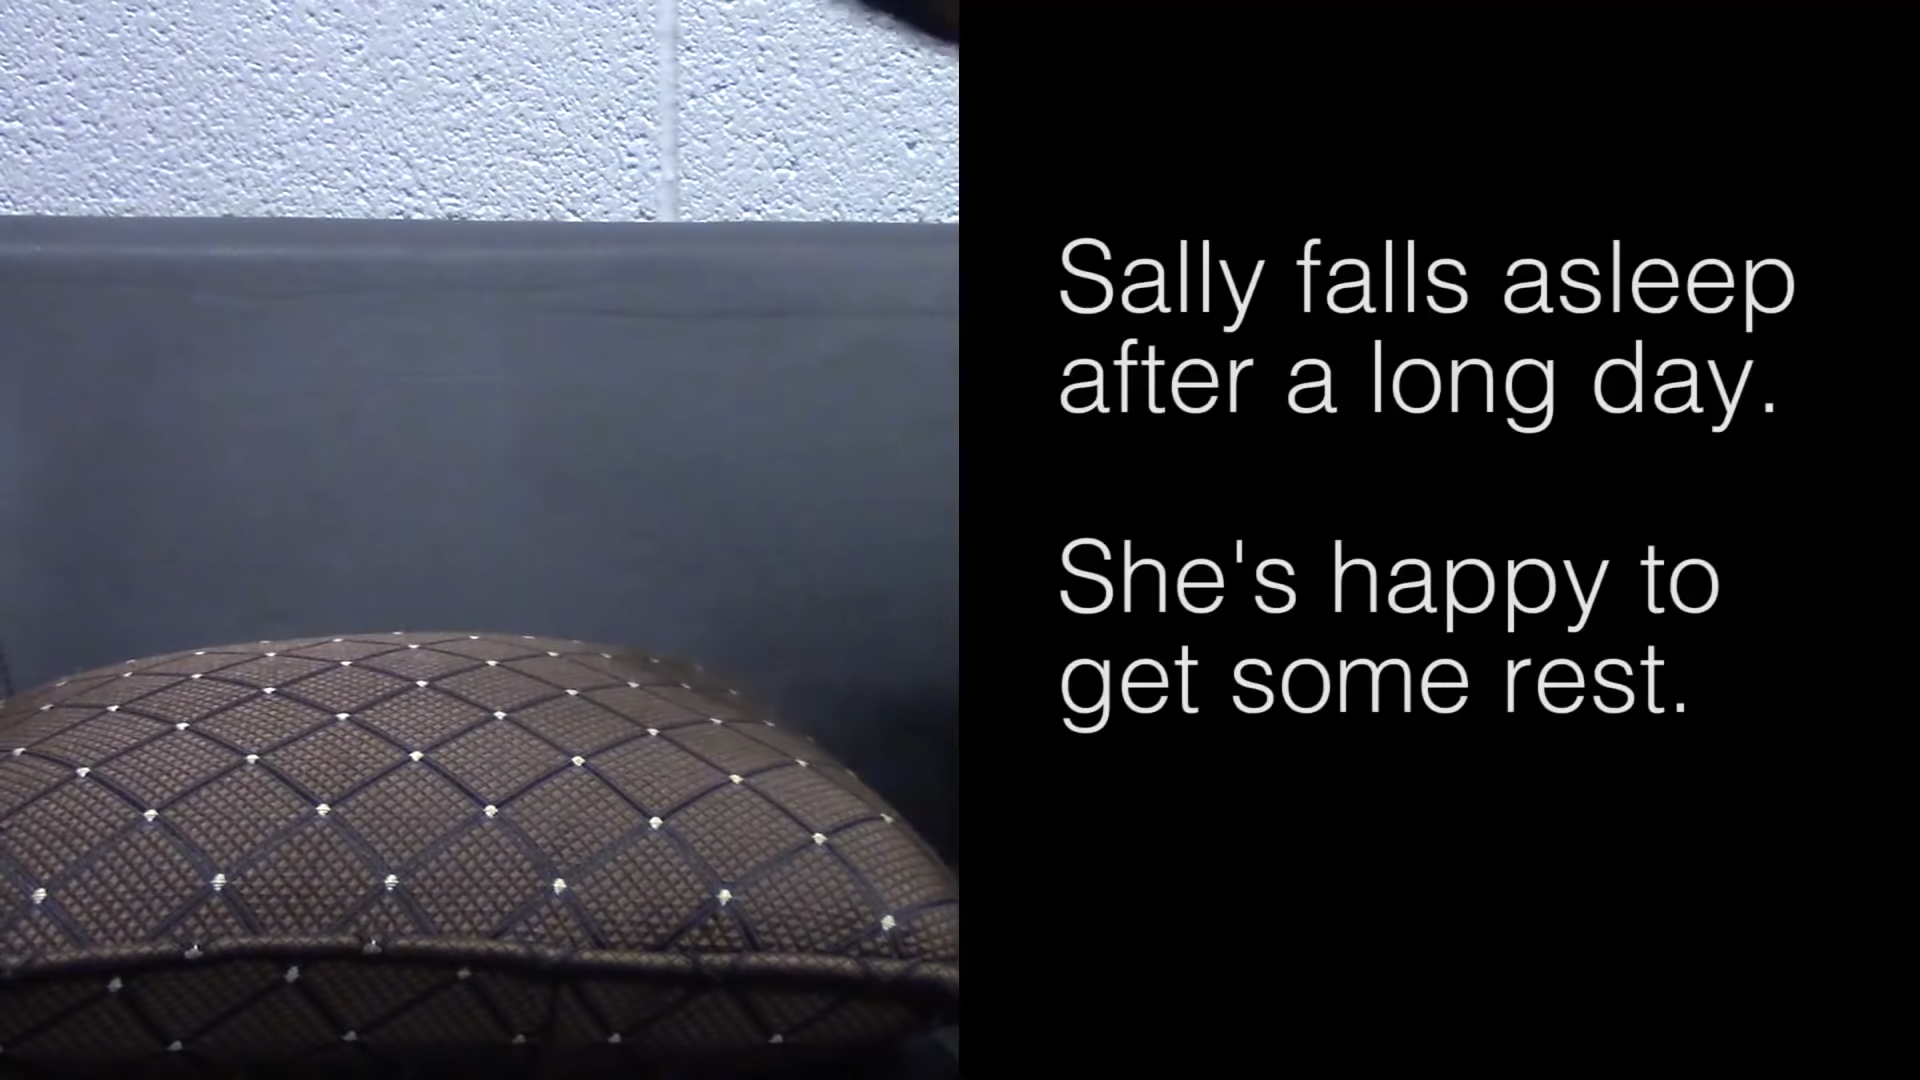 Sally falls asleep
after a long day.
She's happy to
get some rest.